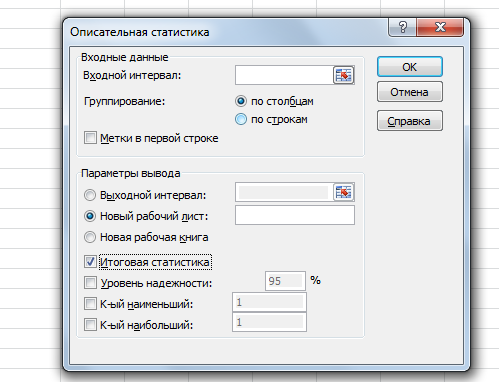 Описательная статистика
?
Входные данные
Входной интервал:
ОК
Группирование:
по столбцам
Отмена
по строкам
Справка
Метки в первой строке
Параметры вывода
Выходной интервал:
Новый рабочий лист:
Новая рабочая книга
Итоговая статистика
Уровень надежности:
95
%
К-ый наименьший:
1
К-ый наибольший:
1